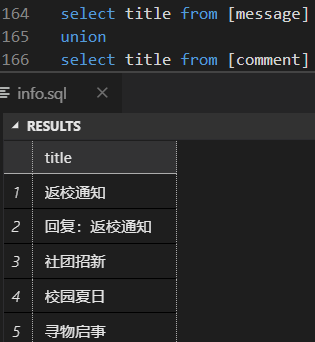 164 select title from [message]
165 union
166 select title from [comment]
info.sql
RESULTS
title
1 返校通知
2 回复：返校通知
3 社团招新
4 校园夏日
5 寻物启事